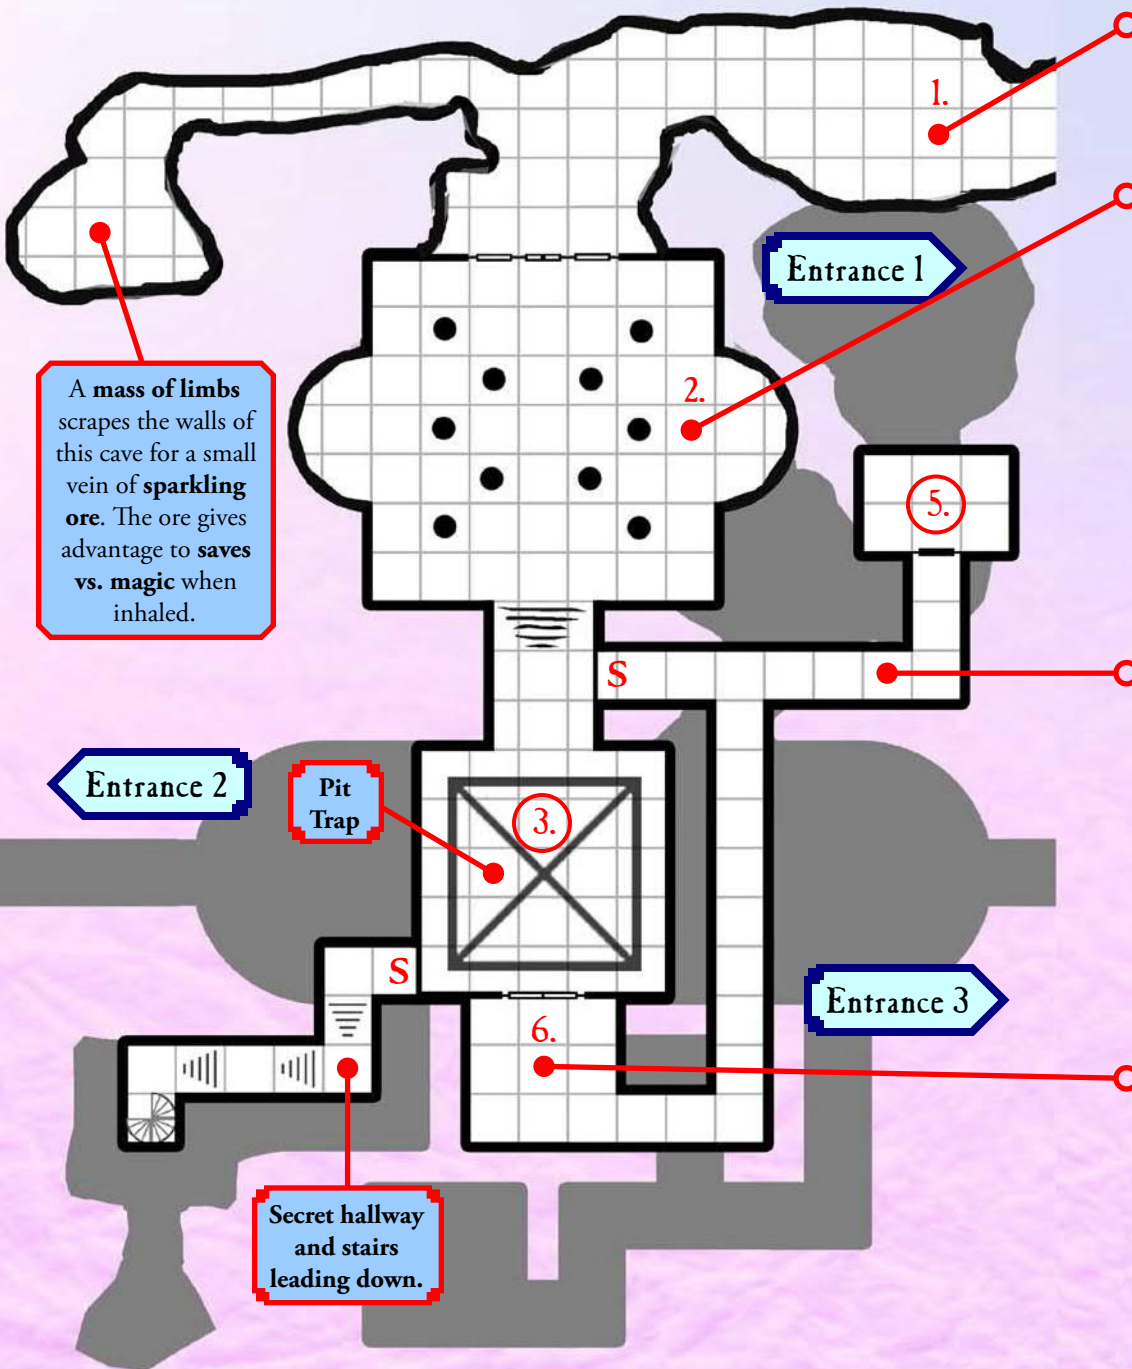 1.
Entrance 1
A mass of limbs
scrapes the walls of
this cave for a small
vein of sparkling
ore. The ore gives
advantage to saves
vs. magic when
inhaled.
2.
5.
S
Entrance 2
Pit
Trap
3.
S
Entrance 3
6.
Secret hallway
and stairs
leading down.